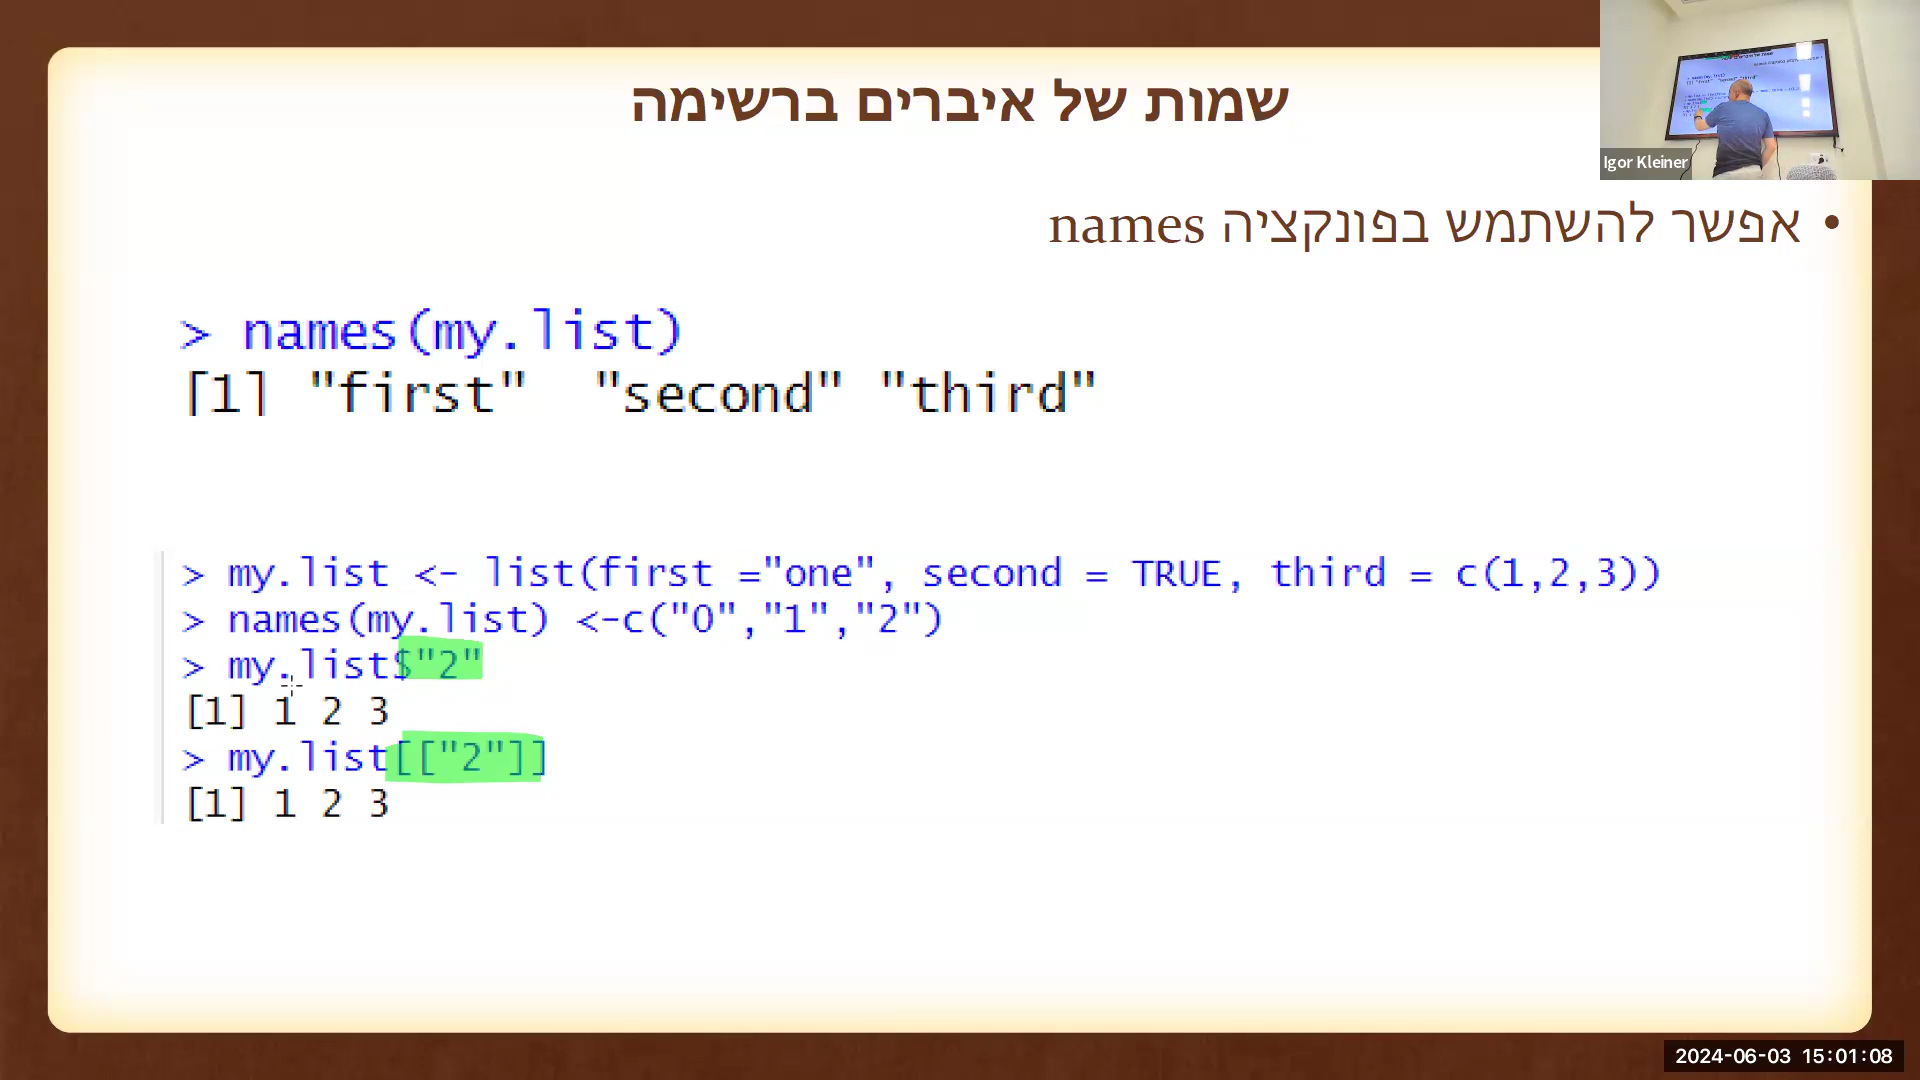 שמות של איברים ברשימה
Igor Kleiner
• אפשר להשתמש בפונקציה names
> names(my.list)
[1] "first"  "second" "third"
> my.list <- list(first ="one", second = TRUE, third = c(1,2,3))
> names(my.list) <-c("0","1","2")
> my.list$"2"
[1] 1 2 3
> my.list[["2"]]
[1] 1 2 3
2024-06-03 15:01:08